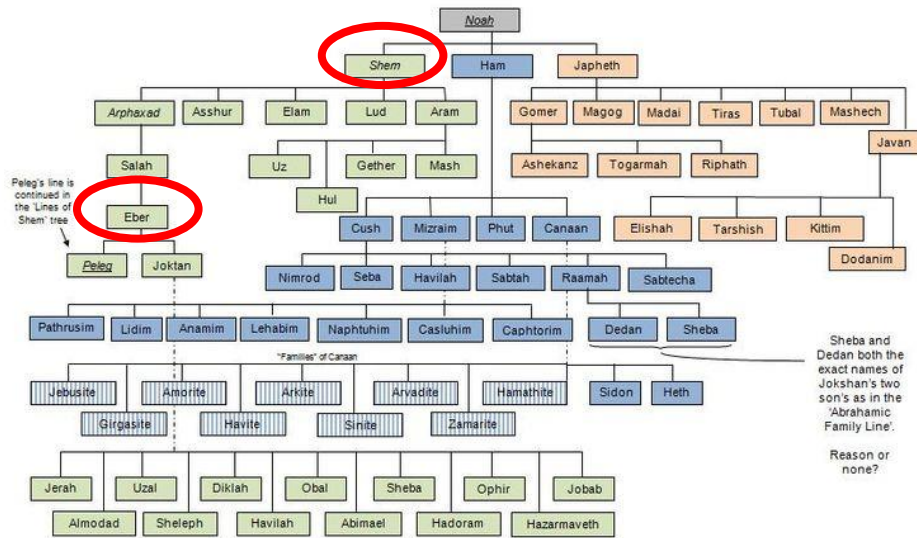 Noah
Shem
Ham
Japheth
Arphaxad
Asshur
Elam
Lud
Aram
Gomer
Magog
Madai
Tiras
Tubal
Mashech
Javan
Salah
Uz
Gether
Mash
Hul
Ashekanz
Togarmah
Riphath
Peleg's line is
continued in
the 'Lines of
Shem' tree
Eber
Peleg
Joktan
Cush
Mizraim
Phut
Canaan
Elishah
Tarshish
Kittim
Dodanim
Nimrod
Seba
Havilah
Sabtah
Raamah
Sabtecha
Pathrusim
Lidim
Anamim
Lehabim
Naphtuhim
Casluhim
Caphtorim
Dedan
Sheba
Sheba and
Dedan both the
exact names of
Jokshan's two
son's as in the
'Abrahamic
Family Line'.
Reason or
none?
"Families" of Canaan
Jebusite
Amorite
Arkite
Arvadite
Hamathite
Sidon
Heth
Girgasite
Havite
Sinite
Zamarite
Jerah
Uzal
Diklah
Obal
Sheba
Ophir
Jobab
Almodad
Sheleph
Havilah
Abimael
Hadoram
Hazarmaveth